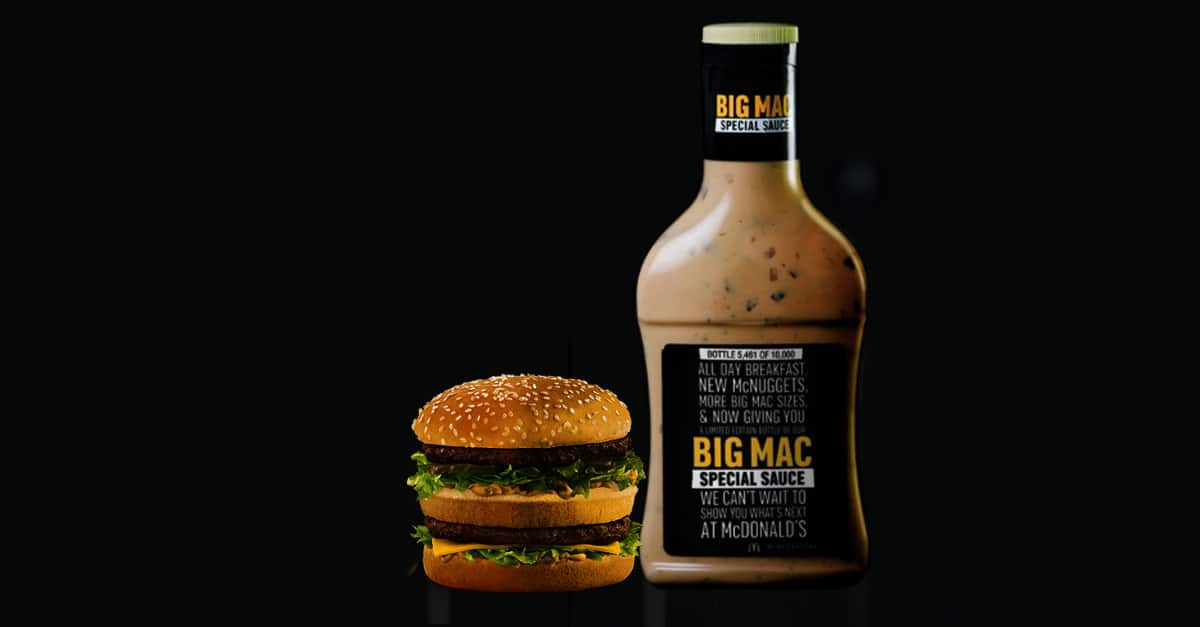 BIG MAC
SPECIAL SAUCE
BOTTLE 5,461 OF 10,000
ALL DAY BREAKFAST,
NEW McNUGGETS,
MORE BIG MAC SIZES,
& NOW GIVING YOU
A LIMITED EDITION BOTTLE OF OUR
BIG MAC
SPECIAL SAUCE
WE CAN'T WAIT TO
SHOW YOU WHAT'S NEXT
AT McDONALD'S